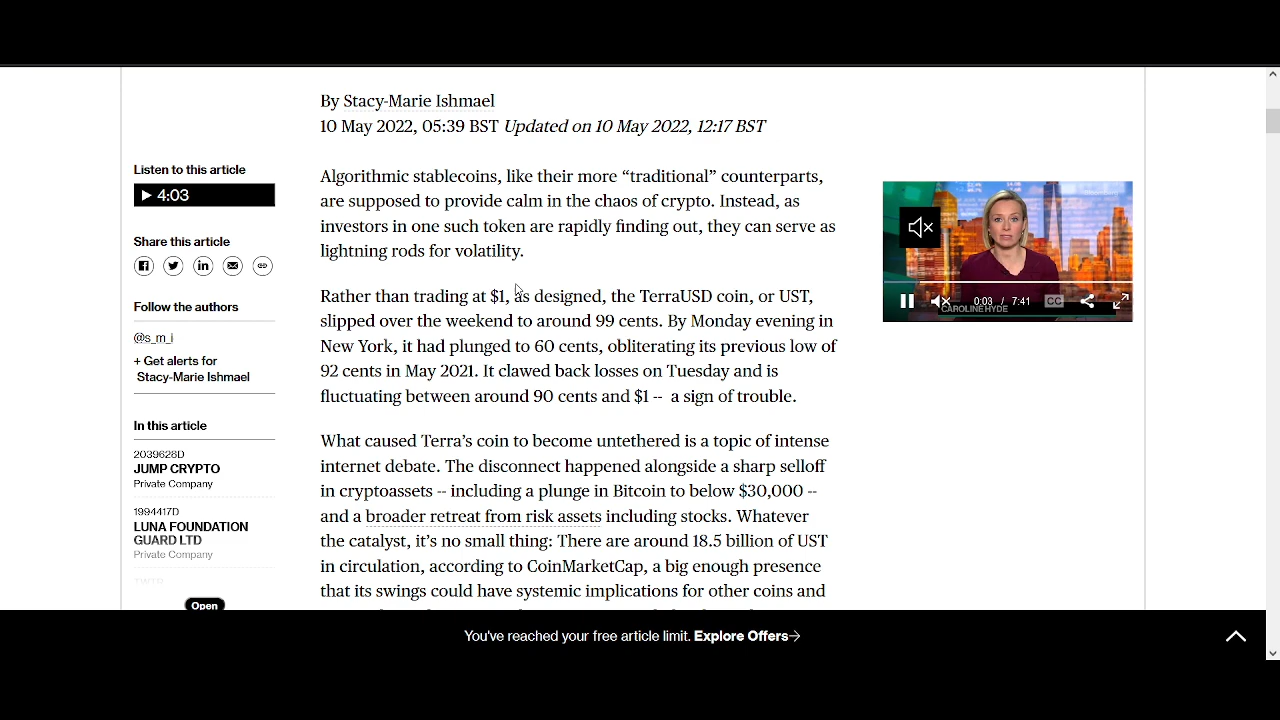 By Stacy-Marie Ishmael
10 May 2022, 05:39 BST Updated on 10 May 2022, 12:17 BST
Listen to this article
4:03
Share this article
Follow the authors
@s_m_i
+ Get alerts for
Stacy-Marie Ishmael
In this article
2039628D
JUMP CRYPTO
Private Company
1994417D
LUNA FOUNDATION
GUARD LTD
Private Company
Open
Algorithmic stablecoins, like their more “traditional” counterparts,
are supposed to provide calm in the chaos of crypto. Instead, as
investors in one such token are rapidly finding out, they can serve as
lightning rods for volatility.
Rather than trading at $1, as designed, the TerraUSD coin, or UST,
slipped over the weekend to around 99 cents. By Monday evening in
New York, it had plunged to 60 cents, obliterating its previous low of
92 cents in May 2021. It clawed back losses on Tuesday and is
fluctuating between around 90 cents and $1 -- a sign of trouble.
What caused Terra’s coin to become untethered is a topic of intense
internet debate. The disconnect happened alongside a sharp selloff
in cryptoassets -- including a plunge in Bitcoin to below $30,000 --
and a broader retreat from risk assets including stocks. Whatever
the catalyst, it’s no small thing: There are around 18.5 billion of UST
in circulation, according to CoinMarketCap, a big enough presence
that its swings could have systemic implications for other coins and
0:03 / 7:41 CC
CAROLINE HYDE
You've reached your free article limit. Explore Offers→